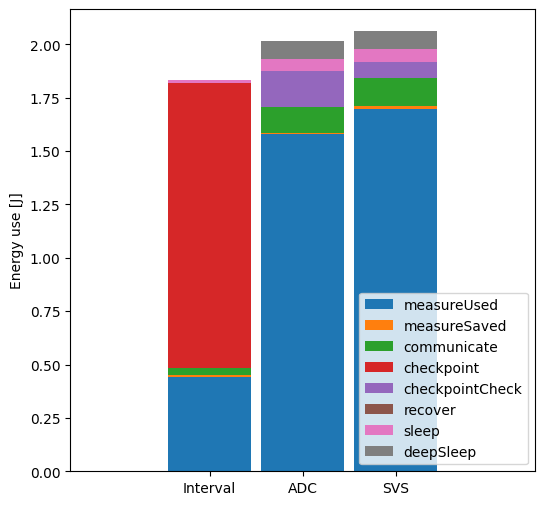 2.00
1.75
1.50
1.25
1.00
0.75
0.50
0.25
0.00
Energy use [J]
Interval ADC SVS
measureUsed
measureSaved
communicate
checkpoint
checkpointCheck
recover
sleep
deepSleep